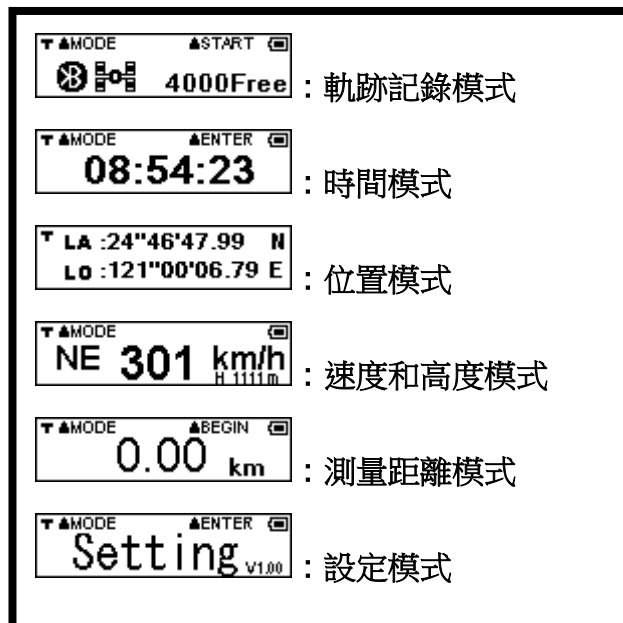 MODE START
4000Free ：軌跡記錄模式
MODE ENTER
08:54:23 ：時間模式
LA :24"46'47.99 N
LO :121"00'06.79 E ：位置模式
MODE
NE 301 km/h
H 1111m ：速度和高度模式
MODE BEGIN
0.00 km ：測量距離模式
MODE ENTER
Setting V1.00 ：設定模式